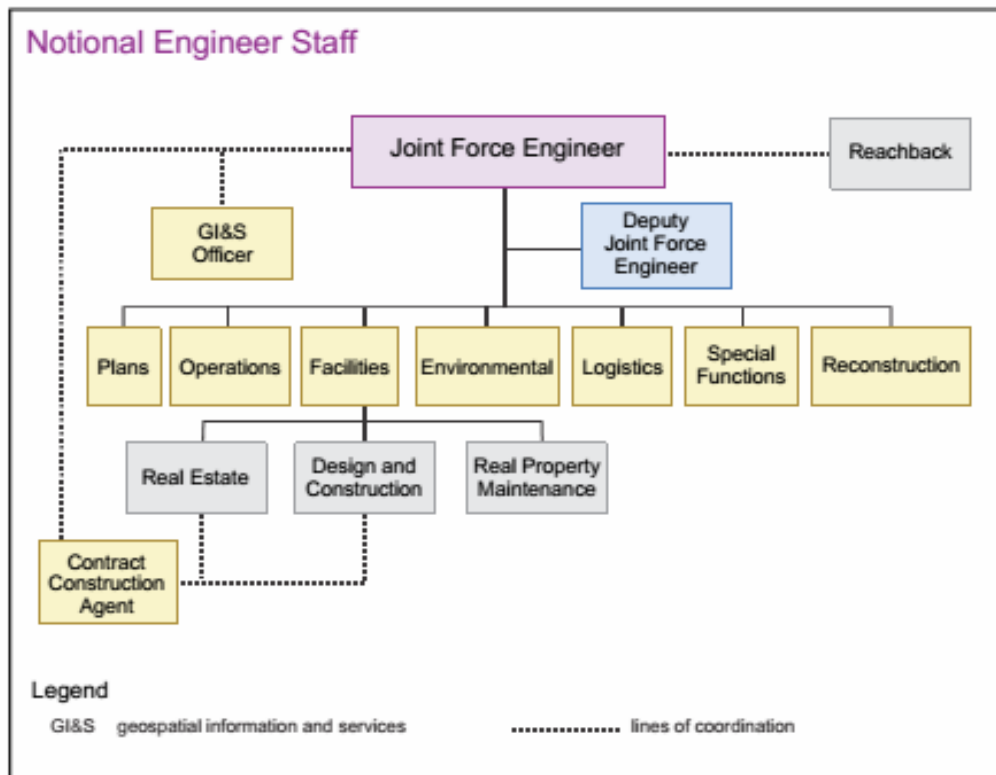 Notional Engineer Staff
Joint Force Engineer
Reachback
GI&S
Officer
Deputy
Joint Force
Engineer
Plans
Operations
Facilities
Environmental
Logistics
Special
Functions
Reconstruction
Real Estate
Design and
Construction
Real Property
Maintenance
Contract
Construction
Agent
Legend
GI&S geospatial information and services
lines of coordination